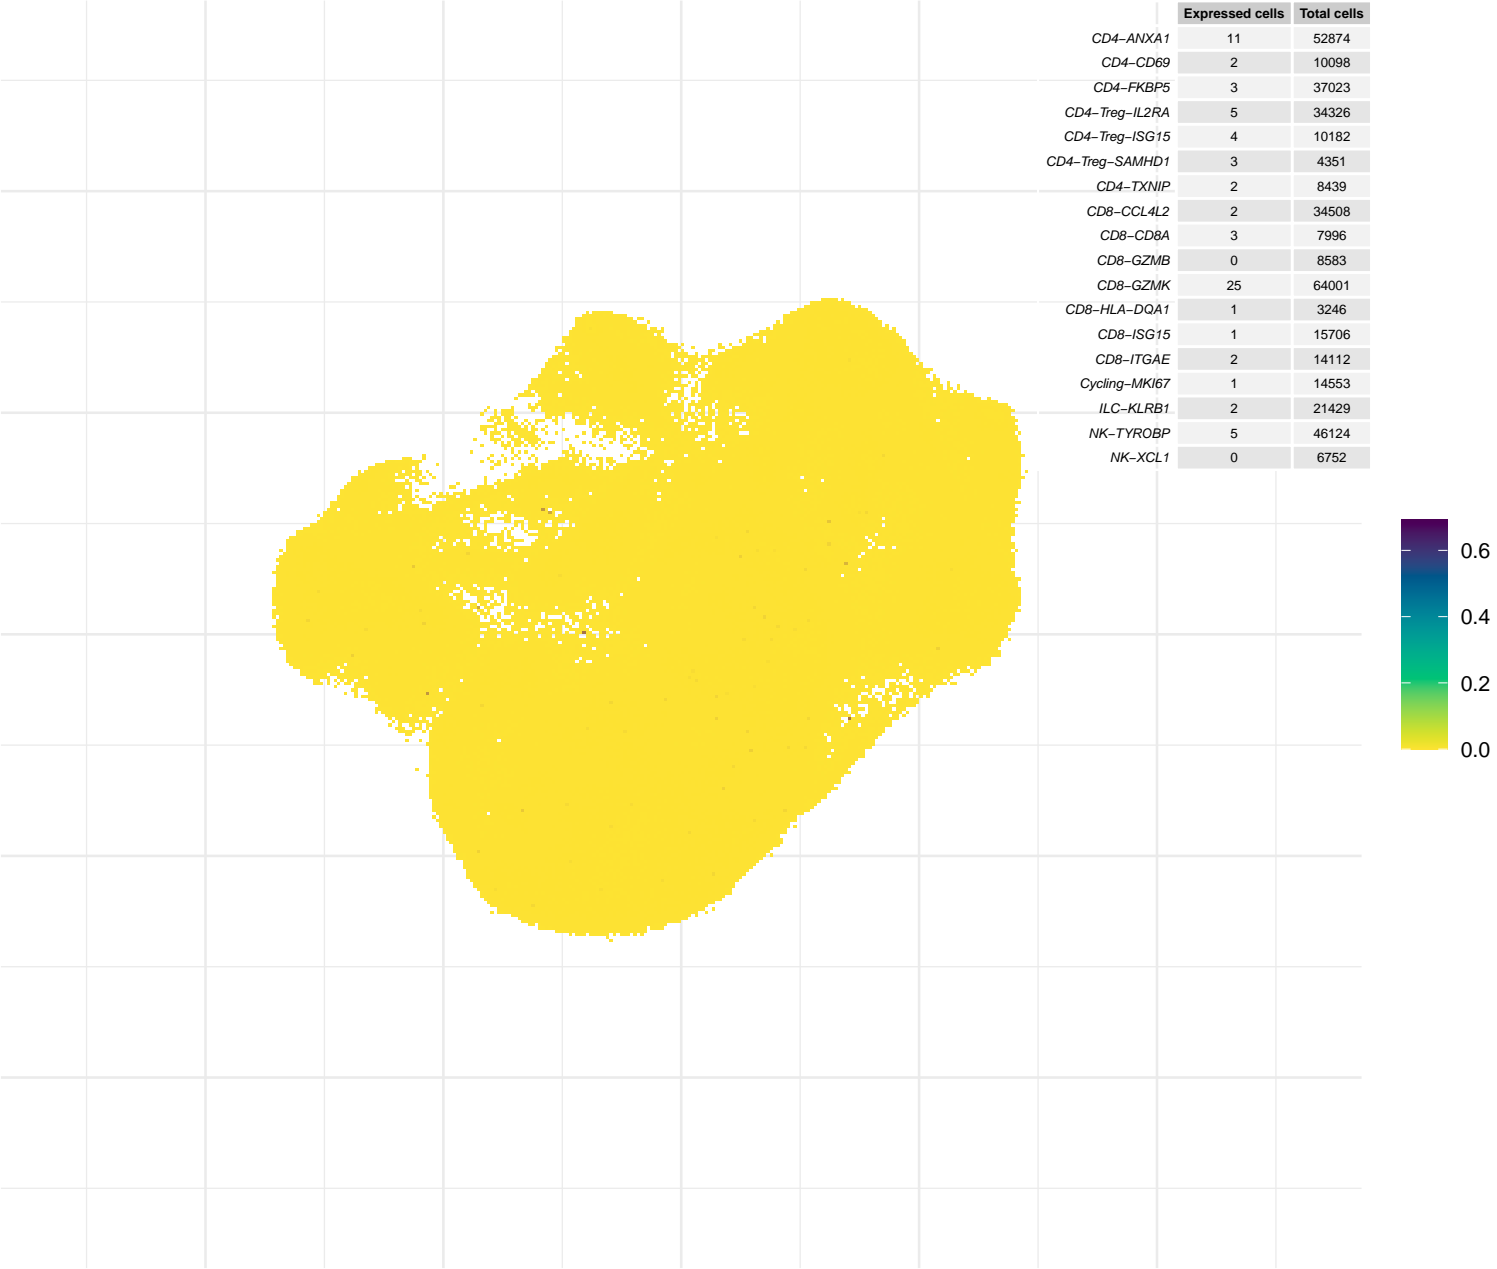 Expressed cells Total cells
CD4−ANXA1 11 52874
CD4−CD69 2 10098
CD4−FKBP5 3 37023
CD4−Treg−IL2RA 5 34326
CD4−Treg−ISG15 4 10182
CD4−Treg−SAMHD1 3 4351
CD4−TXNIP 2 8439
CD8−CCL4L2 2 34508
CD8−CD8A 3 7996
CD8−GZMB 0 8583
CD8−GZMK 25 64001
CD8−HLA−DQA1 1 3246
CD8−ISG15 1 15706
CD8−ITGAE 2 14112
Cycling−MKI67 1 14553
ILC−KLRB1 2 21429
NK−TYROBP 5 46124
NK−XCL1 0 6752
0.6
0.4
0.2
0.0